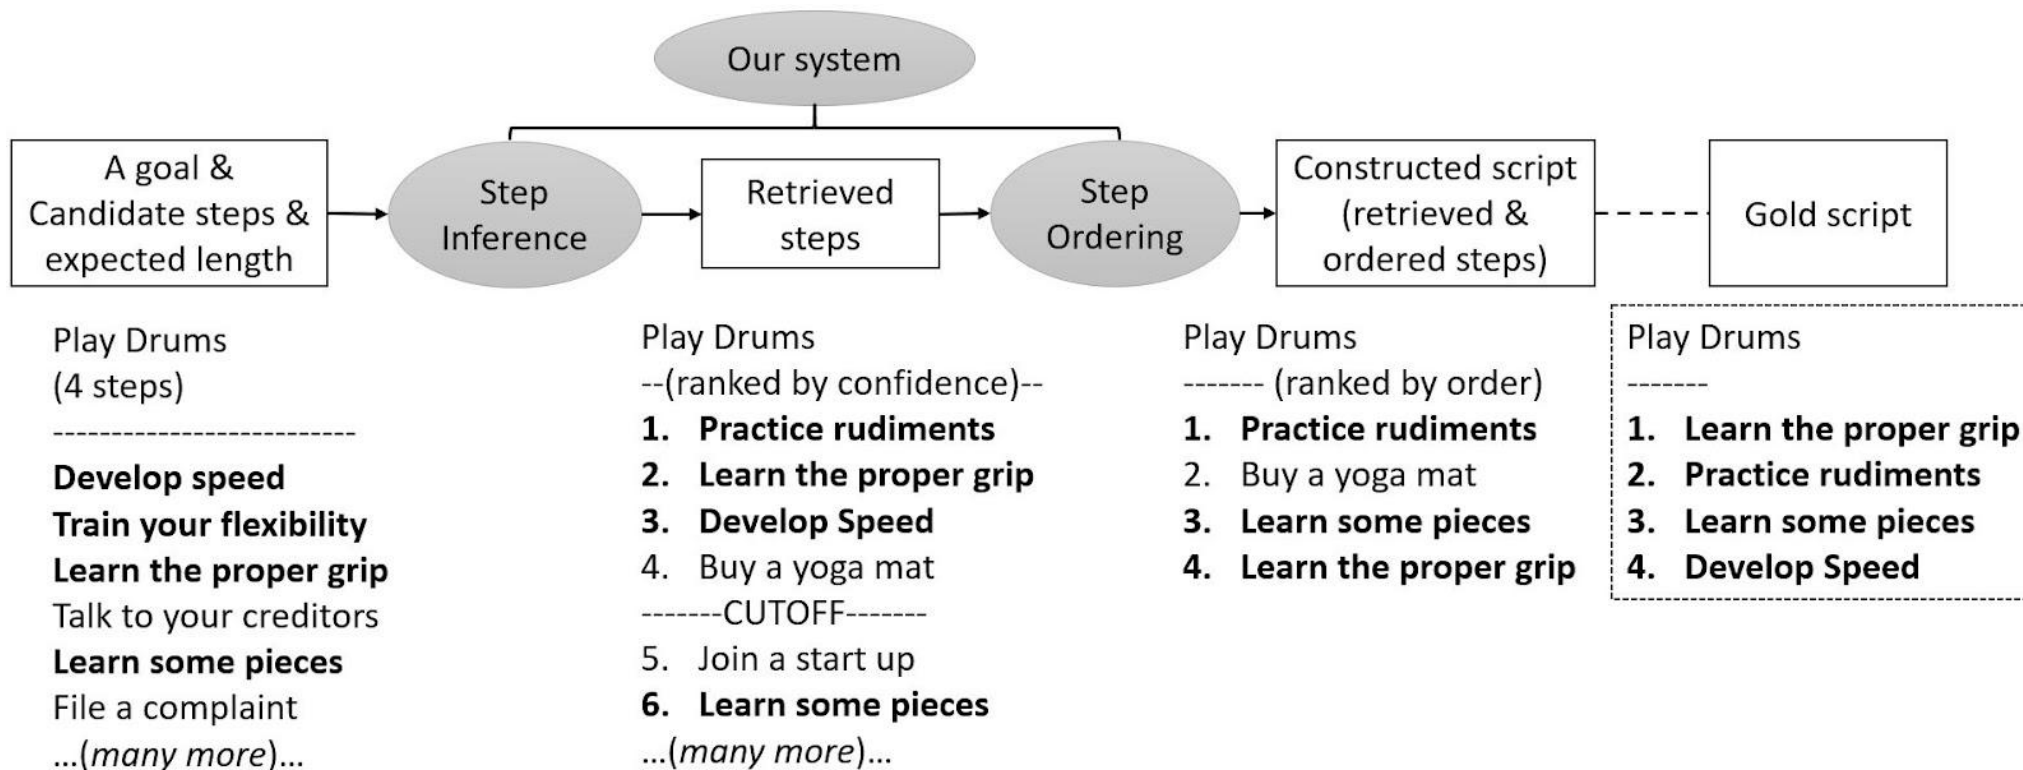 Our system
A goal &
Candidate steps &
expected length
Step
Inference
Retrieved
steps
Step
Ordering
Constructed script
(retrieved &
ordered steps)
Gold script
Play Drums
(4 steps)
--------------------------
Develop speed
Train your flexibility
Learn the proper grip
Talk to your creditors
Learn some pieces
File a complaint
...(many more)...
Play Drums
--(ranked by confidence)--
1. Practice rudiments
2. Learn the proper grip
3. Develop Speed
4. Buy a yoga mat
-------CUTOFF-------
5. Join a start up
6. Learn some pieces
...(many more)...
Play Drums
------- (ranked by order)
1. Practice rudiments
2. Buy a yoga mat
3. Learn some pieces
4. Learn the proper grip
Play Drums
-------
1. Learn the proper grip
2. Practice rudiments
3. Learn some pieces
4. Develop Speed